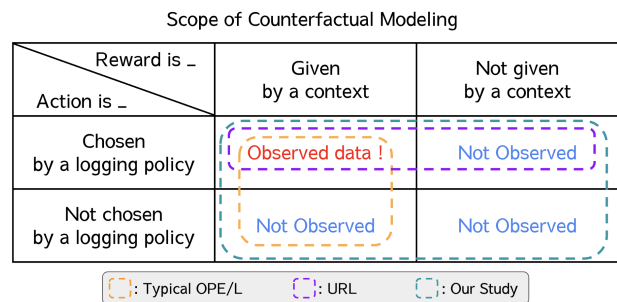 Scope of Counterfactual Modeling
Reward is _
Action is _
Given
by a context
Not given
by a context
Chosen
by a logging policy
Observed data !
Not Observed
Not chosen
by a logging policy
Not Observed
Not Observed
: Typical OPE/L
: URL
: Our Study